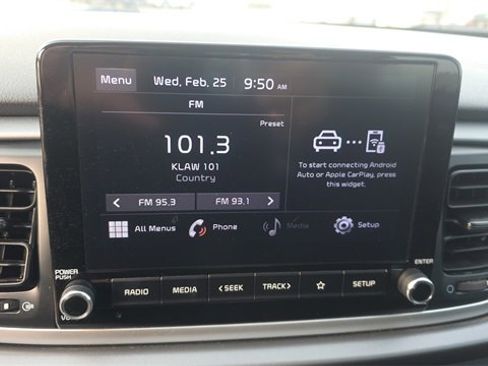 Menu Wed, Feb, 25 9:50 AM
FM
Preset
101.3
KLAW 101
Country
< FM 95.3 FM 93.1 >
To start connecting Android
Auto or Apple CarPlay, press
this widget.
All Menus Phone Media Setup
POWER
PUSH
RADIO MEDIA < SEEK TRACK > SETUP
ENTER